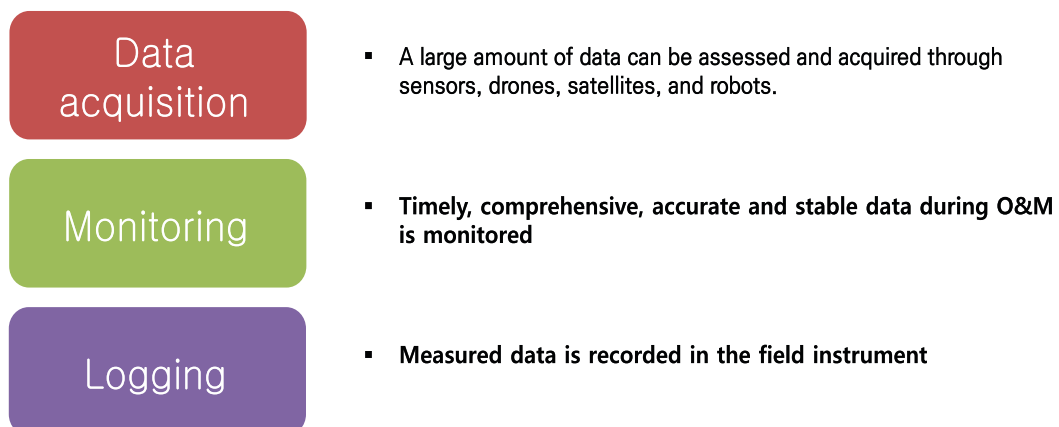 Data
acquisition
▪ A large amount of data can be assessed and acquired through
sensors, drones, satellites, and robots.
Monitoring
▪ Timely, comprehensive, accurate and stable data during O&M
is monitored
Logging
▪ Measured data is recorded in the field instrument